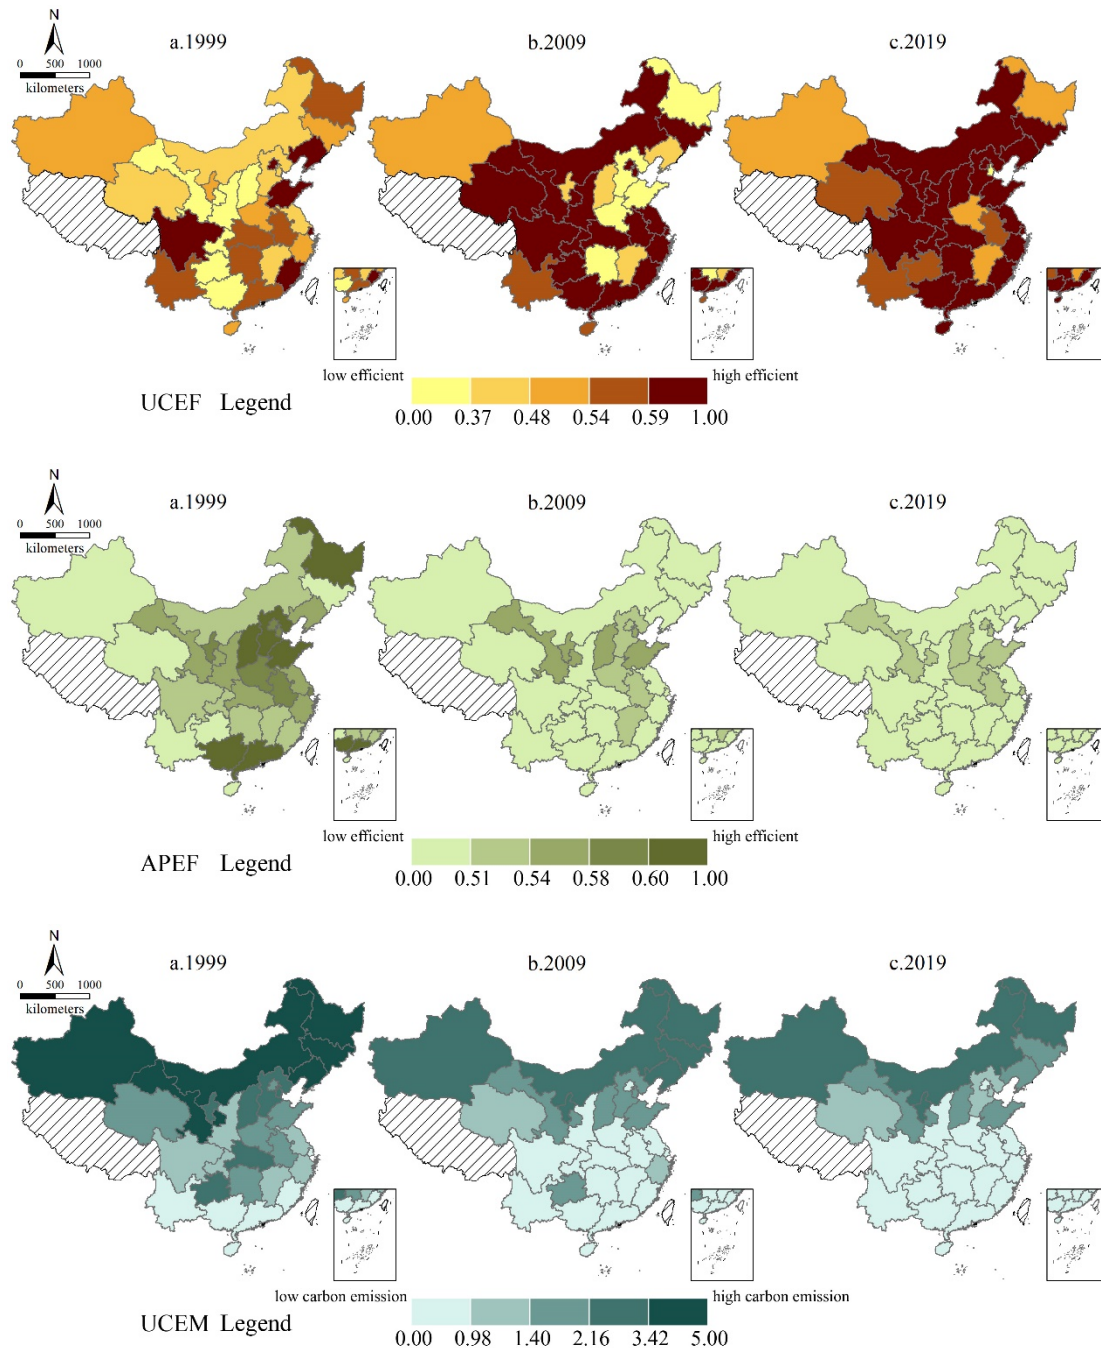 N
0 500 1000
kilometers
a.1999
b.2009
c.2019
low efficient
high efficient
UCEF Legend
0.00 0.37 0.48 0.54 0.59 1.00
N
0 500 1000
kilometers
a.1999
b.2009
c.2019
low efficient
high efficient
APEF Legend
0.00 0.51 0.54 0.58 0.60 1.00
N
0 500 1000
kilometers
a.1999
b.2009
c.2019
low carbon emission
high carbon emission
UCEM Legend
0.00 0.98 1.40 2.16 3.42 5.00